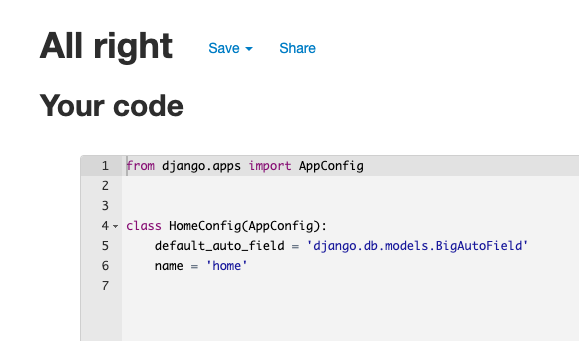 All right Save Share
Your code
1 from django.apps import AppConfig
2
3
4 class HomeConfig(AppConfig):
5     default_auto_field = 'django.db.models.BigAutoField'
6     name = 'home'
7